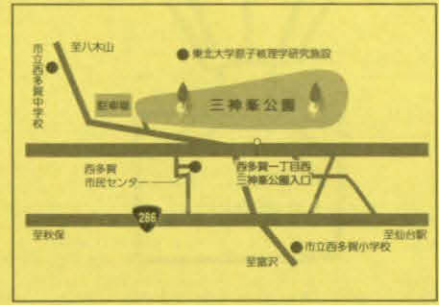 至八木山
市立西多賀中学校
東北大学原子核理学研究施設
駐車場
三神峯公園
西多賀
市民センター
西多賀一丁目西
三神峯公園入口
286
至秋保
至仙台駅
市立西多賀小学校
至富沢